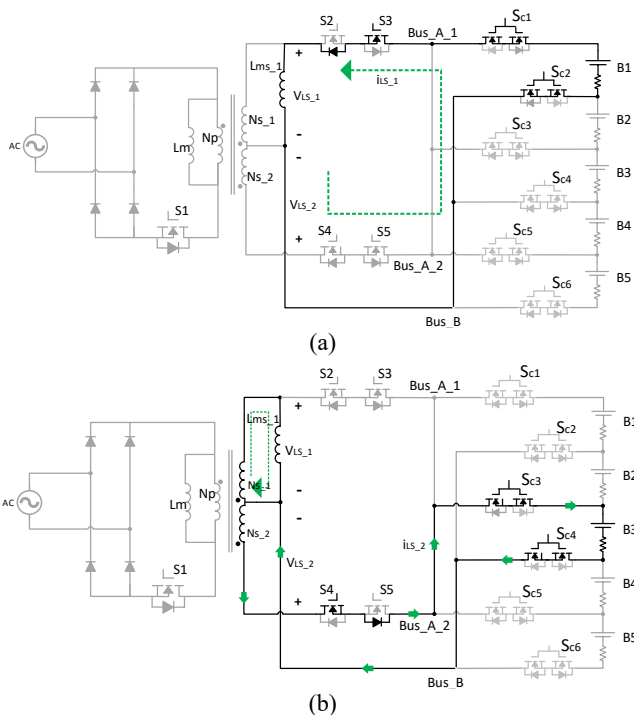 S2 S3 Bus_A_1 Sc1
B1
Lms_1 iLS_1 Sc2
VLS_1 B2
AC Lm Np Ns_1 + - Sc3
- B3
Ns_2 Sc4
S1 VLS_2 B4
+ S4 S5 Sc5
Bus_A_2 B5
Sc6
Bus_B
(a)
S2 S3 Bus_A_1 Sc1
+ B1
Lms_1 Sc2
VLS_1 B2
AC Lm Np Ns_1 - Sc3
- B3
Ns_2 iLS_2 Sc4
S1 VLS_2 B4
+ S4 S5 Sc5
Bus_A_2 B5
Sc6
Bus_B
(b)